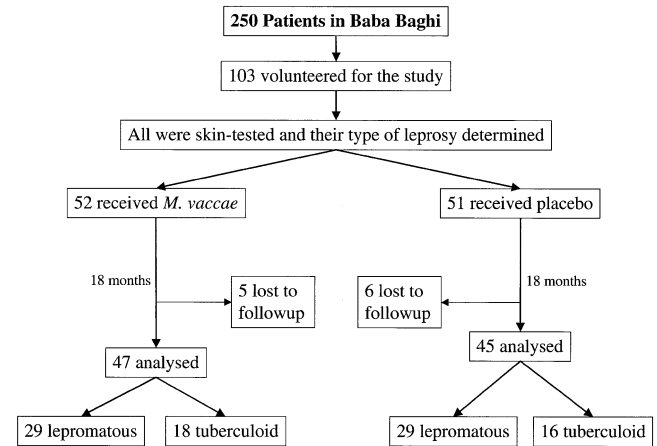 250 Patients in Baba Baghi
103 volunteered for the study
All were skin-tested and their type of leprosy determined
52 received M. vaccae
51 received placebo
18 months
5 lost to
followup
6 lost to
followup
18 months
47 analysed
45 analysed
29 lepromatous
18 tuberculoid
29 lepromatous
16 tuberculoid